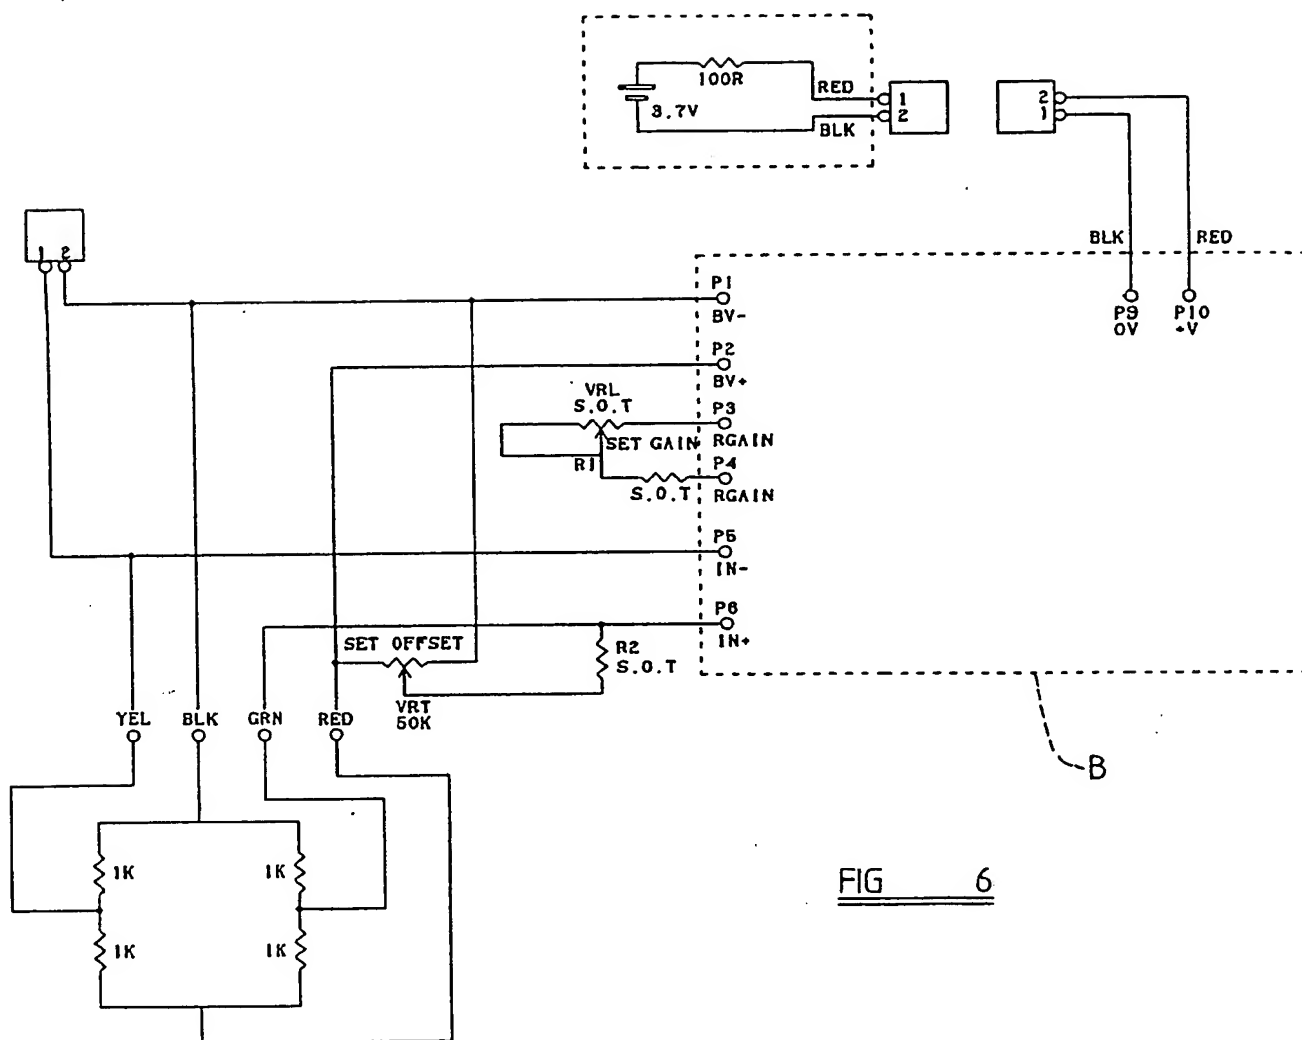 100R
3.7V
RED
BLK
1
2
2
1
BLK
RED
P9
0V
P10
+V
1 2
P1
BV-
P2
BV+
VRL
S.O.T
P3
SET GAIN
RGAIN
R1
P4
S.O.T
RGAIN
P5
IN-
P6
IN+
SET OFFSET
R2
S.O.T
VRT
50K
YEL BLK GRN RED
B
1K
1K
1K
1K
FIG 6